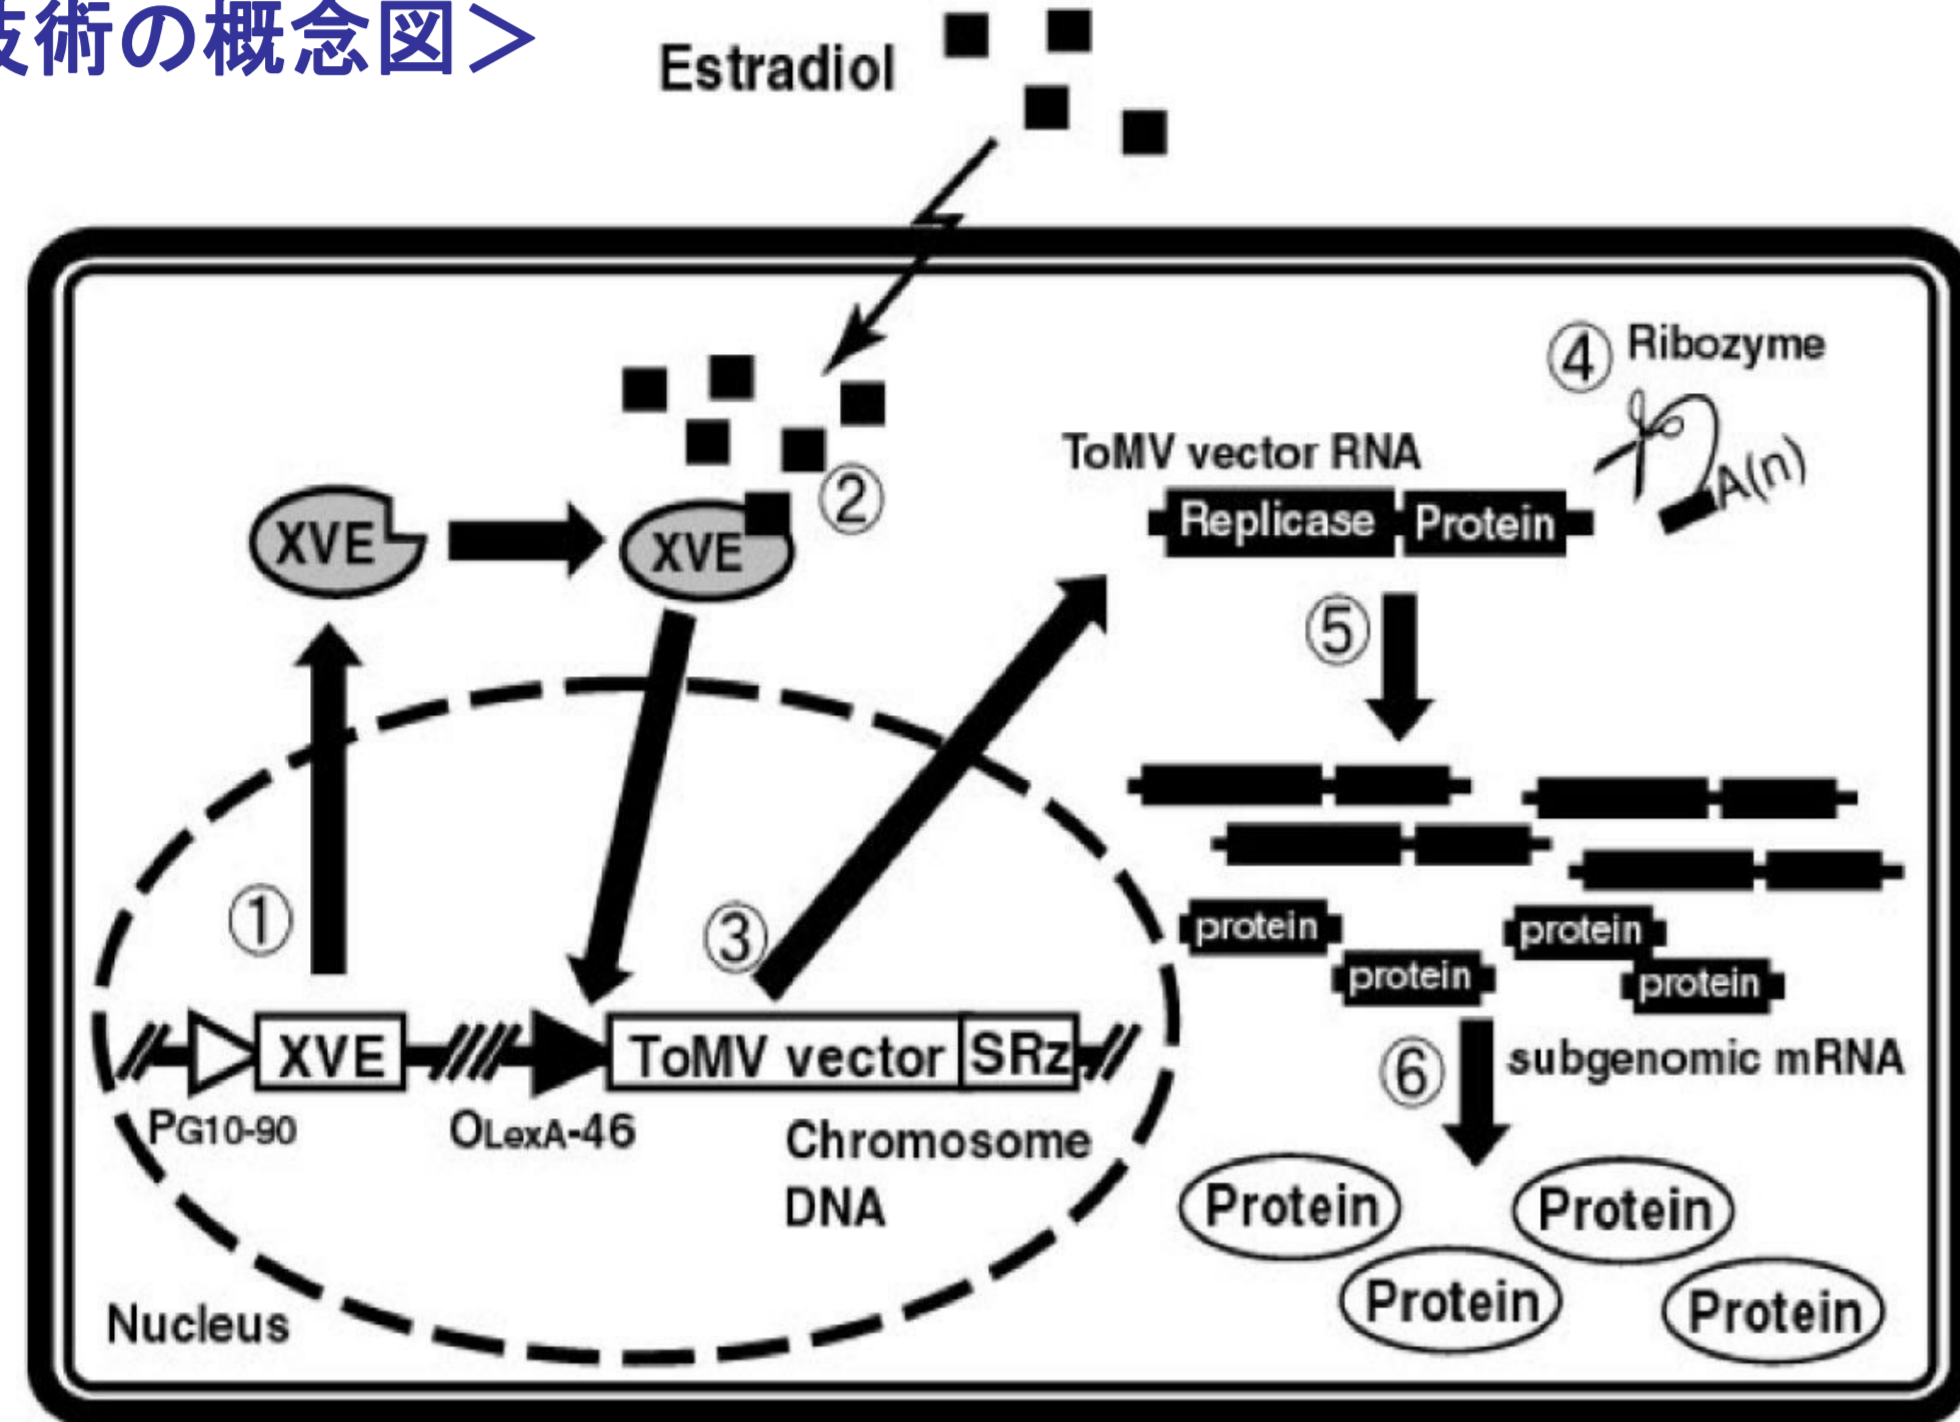 技術の概念図＞
Estradiol
④ Ribozyme
A(n)
ToMV vector RNA
Replicase Protein
XVE
XVE
②
⑤
①
③
protein
protein
protein
protein
subgenomic mRNA
⑥
XVE
ToMV vector SRz
PG10-90
OLexA-46
Chromosome
DNA
Protein
Protein
Protein
Protein
Nucleus